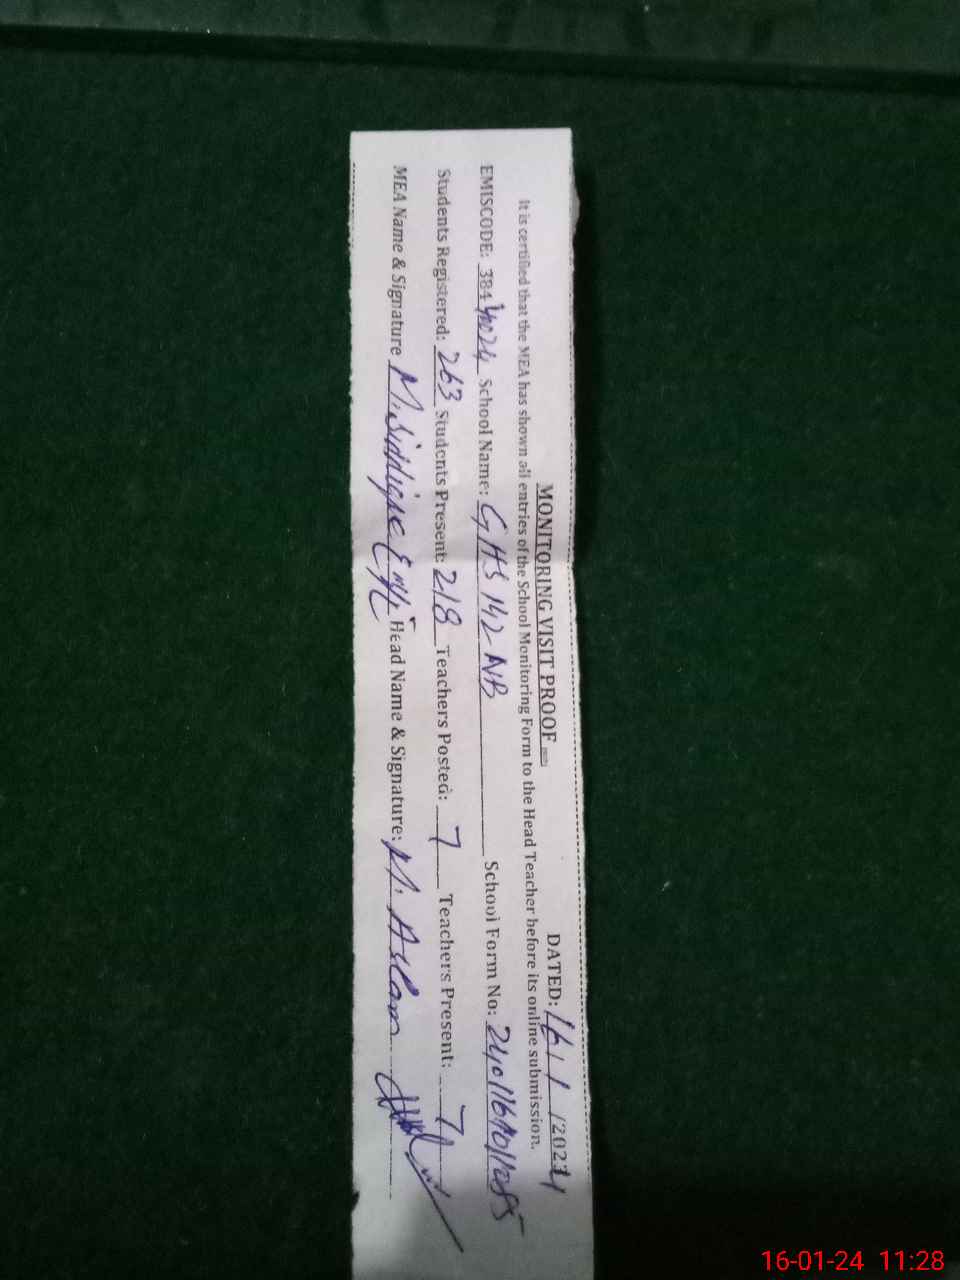 MONITORING VISIT PROOF DATED: 16/1/2024
It is certified that the MEA has shown all entries of the School Monitoring Form to the Head Teacher before its online submission.
EMISCODE: 38444024 School Name: GHS 142 NB School Form No:
Students Registered: 263 Students Present: 218 Teachers Posted: 7 Teachers Present: 7
MEA Name & Signature M. Siddique Head Name & Signature: M. Aslam
16-01-24 11:28